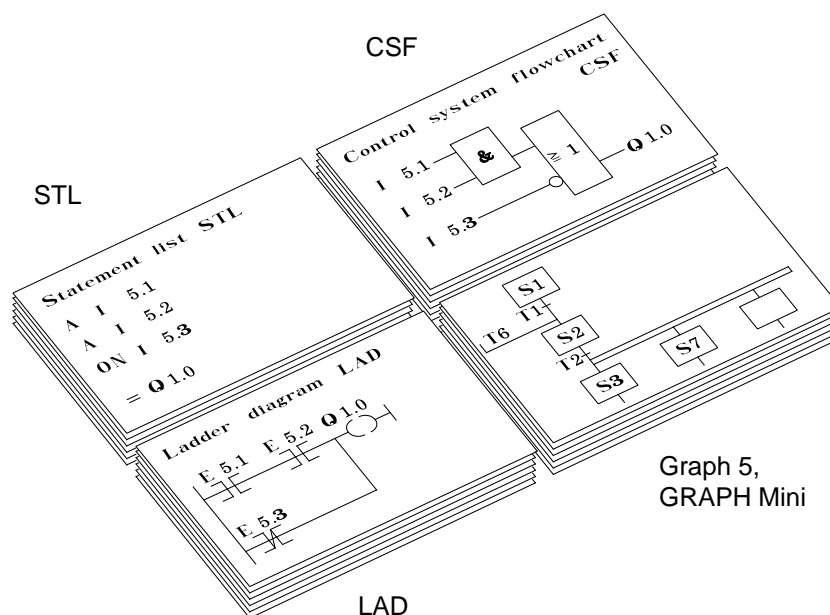 CSF
Control system flowchart
CSF
I 5.1
I 5.2
I 5.3
&
≧ 1
Q 1.0
STL
Statement list STL
A I 5.1
A I 5.2
ON I 5.3
= Q 1.0
S1
T1
T6
S2
T2
S3
S7
Ladder diagram LAD
E 5.1
E 5.2
Q 1.0
E 5.3
Graph 5,
GRAPH Mini
LAD